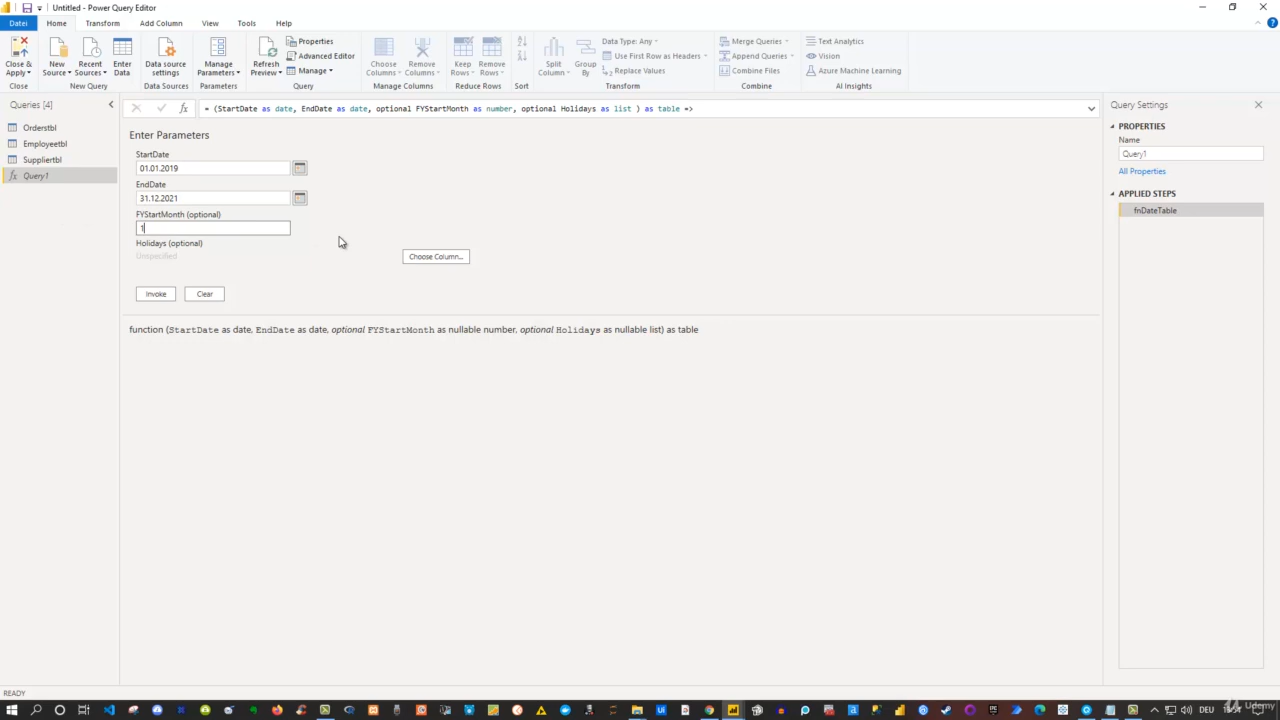 Untitled - Power Query Editor
Datei
Home
Transform
Add Column
View
Tools
Help
Close & Apply
New Source
Recent Sources
Enter Data
Data source settings
Manage Parameters
Refresh Preview
Properties
Advanced Editor
Manage
Choose Columns
Remove Columns
Keep Rows
Remove Rows
Split Column
Group By
Data Type: Any
Use First Row as Headers
Replace Values
Merge Queries
Append Queries
Combine Files
Text Analytics
Vision
Azure Machine Learning
Close
New Query
Data Sources
Parameters
Query
Manage Columns
Reduce Rows
Sort
Transform
Combine
AI Insights
Queries [4]
Orderstbl
Employeetbl
Suppliertbl
Query1
= (StartDate as date, EndDate as date, optional FYStartMonth as number, optional Holidays as list ) as table =>
Enter Parameters
StartDate
01.01.2019
EndDate
31.12.2021
FYStartMonth (optional)
1
Holidays (optional)
Unspecified
Choose Column...
Invoke
Clear
function (StartDate as date, EndDate as date, optional FYStartMonth as nullable number, optional Holidays as nullable list) as table
Query Settings
PROPERTIES
Name
Query1
All Properties
APPLIED STEPS
fnDateTable
READY
DEU
Udemy